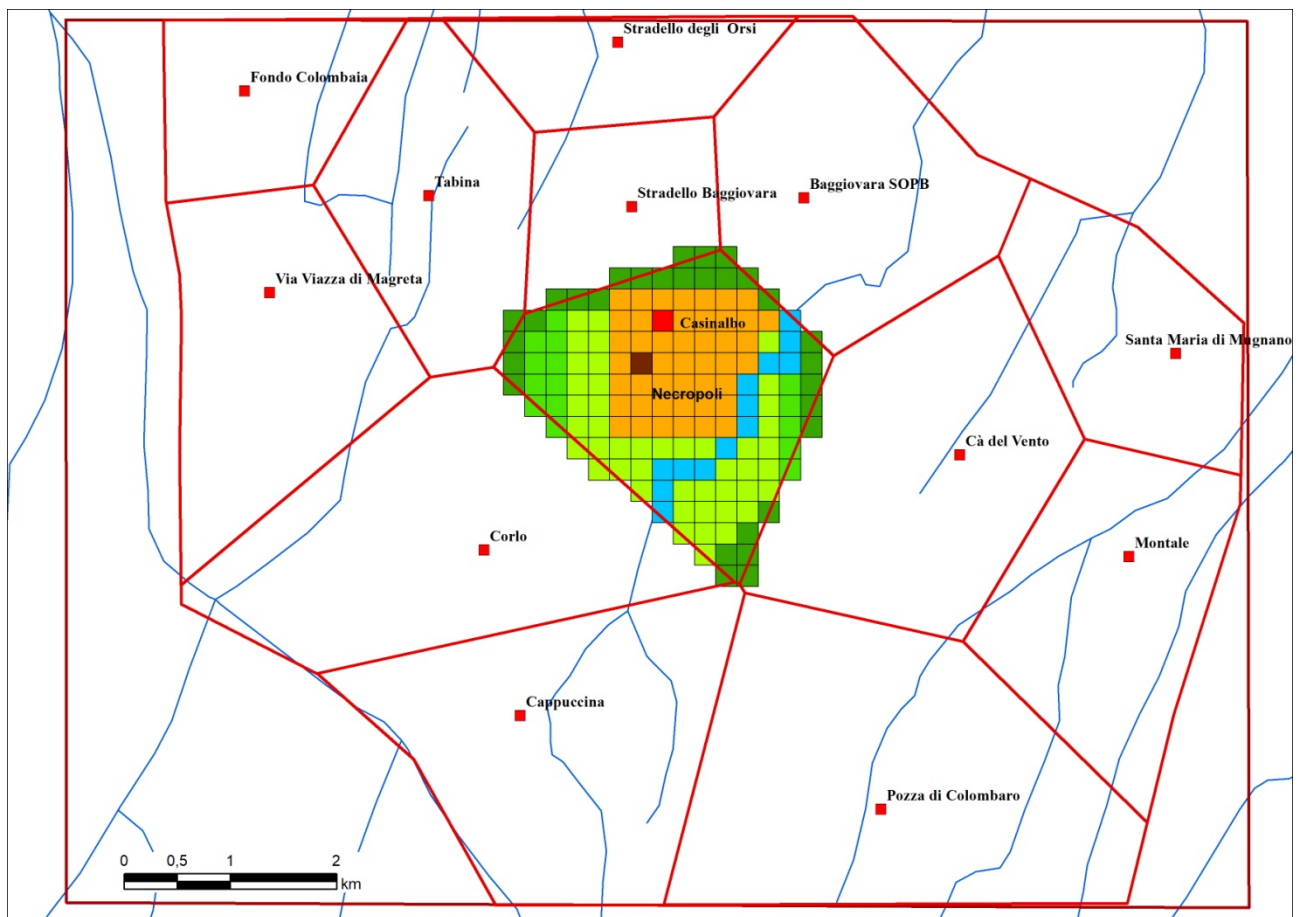 Stradello degli Orsi
Fondo Colombaia
Tabina
Stradello Baggiovara
Baggiovara SOPB
Via Viazza di Magreta
Casinalbo
Santa Maria di Mugnano
Necropoli
Cà del Vento
Corlo
Montale
Cappuccina
Pozza di Colombaro
0 0,5 1 2
km